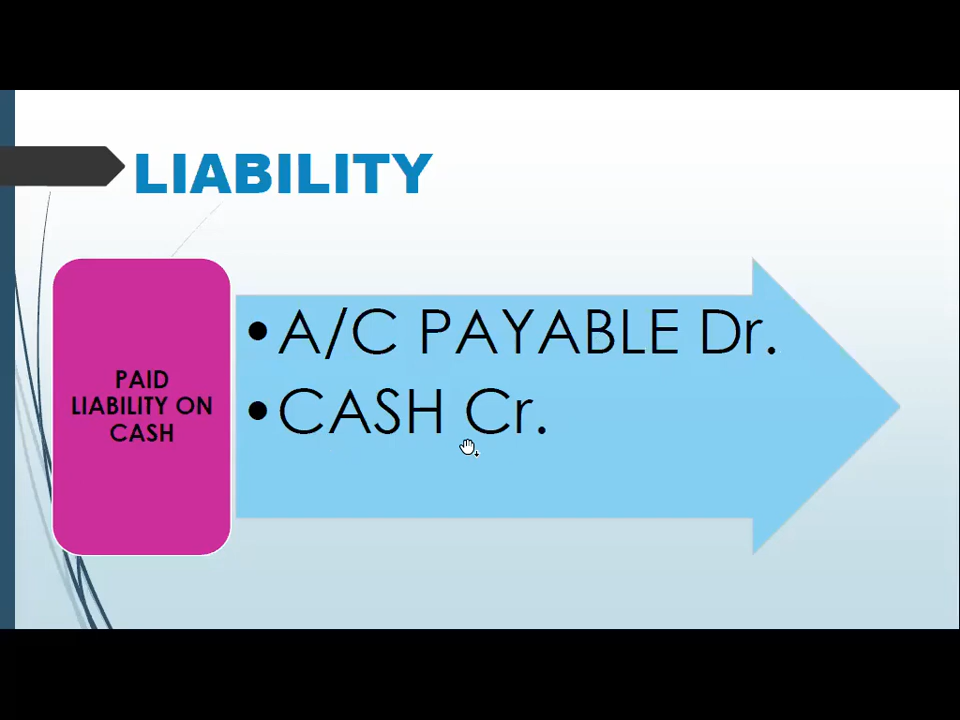 LIABILITY
PAID
LIABILITY ON
CASH
•A/C PAYABLE Dr.
•CASH Cr.